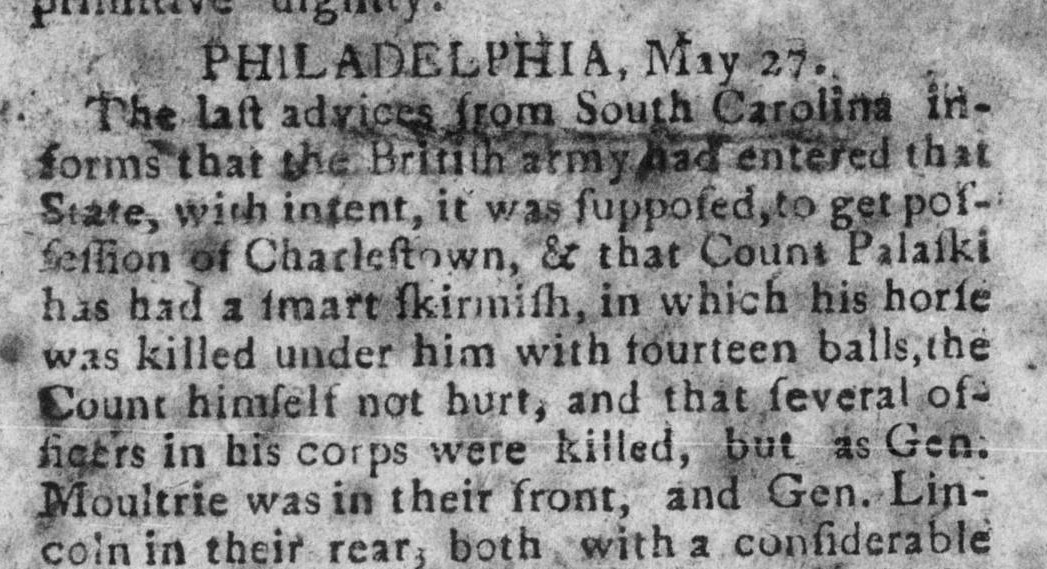 primitive dignity.
PHILADELPHIA, May 27.
The laſt advices from South Carolina in-
forms that the Britiſh army had entered that
State, with intent, it was ſuppoſed, to get poſ-
ſeſſion of Charleſtown, & that Count Palaſki
has had a ſmart ſkirmiſh, in which his horſe
was killed under him with fourteen balls, the
Count himſelf not hurt, and that ſeveral of-
ficers in his corps were killed, but as Gen.
Moultrie was in their front, and Gen. Lin-
coln in their rear, both with a conſiderable